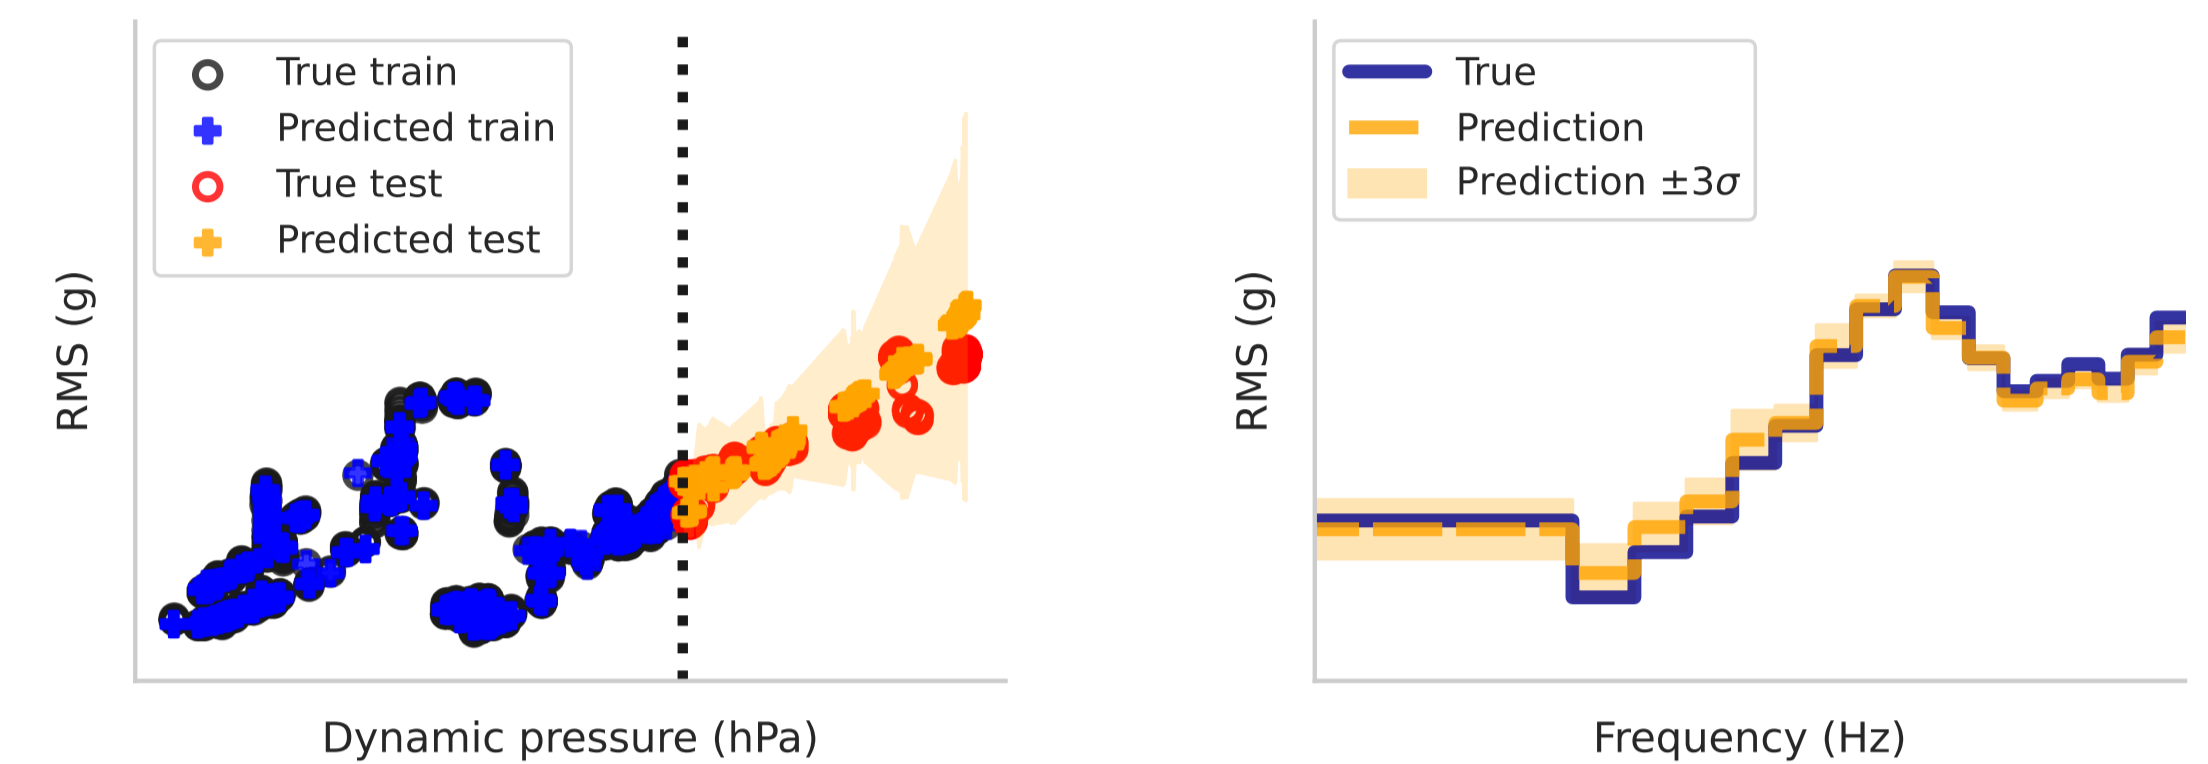 True train
Predicted train
True test
Predicted test
RMS (g)
Dynamic pressure (hPa)
True
Prediction
Prediction ±3σ
RMS (g)
Frequency (Hz)